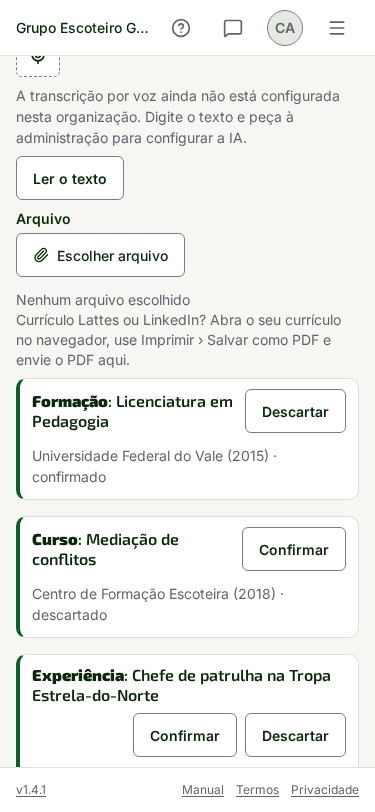 Grupo Escoteiro G...
CA
A transcrição por voz ainda não está configurada
nesta organização. Digite o texto e peça à
administração para configurar a IA.
Ler o texto
Arquivo
Escolher arquivo
Nenhum arquivo escolhido
Currículo Lattes ou LinkedIn? Abra o seu currículo
no navegador, use Imprimir › Salvar como PDF e
envie o PDF aqui.
Formação: Licenciatura em
Pedagogia
Descartar
Universidade Federal do Vale (2015) ·
confirmado
Curso: Mediação de
conflitos
Confirmar
Centro de Formação Escoteira (2018) ·
descartado
Experiência: Chefe de patrulha na Tropa
Estrela-do-Norte
Confirmar Descartar
v1.4.1 Manual Termos Privacidade